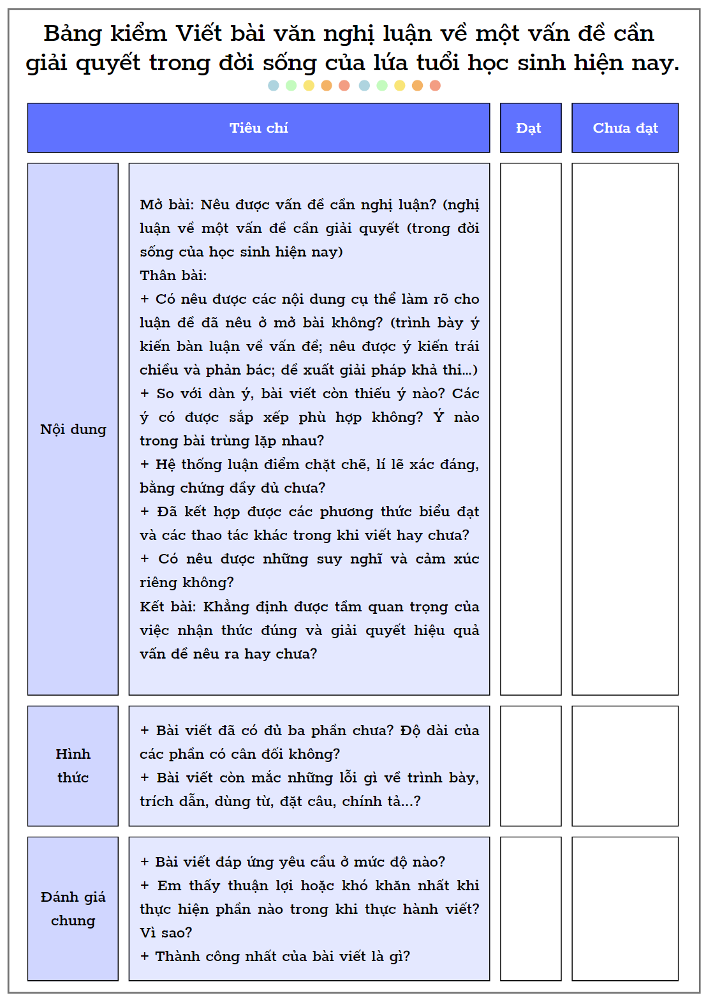 Bảng kiểm Viết bài văn nghị luận về một vấn đề cần
giải quyết trong đời sống của lứa tuổi học sinh hiện nay.
Tiêu chí
Đạt
Chưa đạt
Nội dung
Mở bài: Nêu được vấn đề cần nghị luận? (nghị
luận về một vấn đề cần giải quyết (trong đời
sống của học sinh hiện nay)
Thân bài:
+ Có nêu được các nội dung cụ thể làm rõ cho
luận đề đã nêu ở mở bài không? (trình bày ý
kiến bàn luận về vấn đề; nêu được ý kiến trái
chiều và phản bác; đề xuất giải pháp khả thi...)
+ So với dàn ý, bài viết còn thiếu ý nào? Các
ý có được sắp xếp phù hợp không? Ý nào
trong bài trùng lặp nhau?
+ Hệ thống luận điểm chặt chẽ, lí lẽ xác đáng,
bằng chứng đầy đủ chưa?
+ Đã kết hợp được các phương thức biểu đạt
và các thao tác khác trong khi viết hay chưa?
+ Có nêu được những suy nghĩ và cảm xúc
riêng không?
Kết bài: Khẳng định được tầm quan trọng của
việc nhận thức đúng và giải quyết hiệu quả
vấn đề nêu ra hay chưa?
Hình
thức
+ Bài viết đã có đủ ba phần chưa? Độ dài của
các phần có cân đối không?
+ Bài viết còn mắc những lỗi gì về trình bày,
trích dẫn, dùng từ, đặt câu, chính tả...?
Đánh giá
chung
+ Bài viết đáp ứng yêu cầu ở mức độ nào?
+ Em thấy thuận lợi hoặc khó khăn nhất khi
thực hiện phần nào trong khi thực hành viết?
Vì sao?
+ Thành công nhất của bài viết là gì?